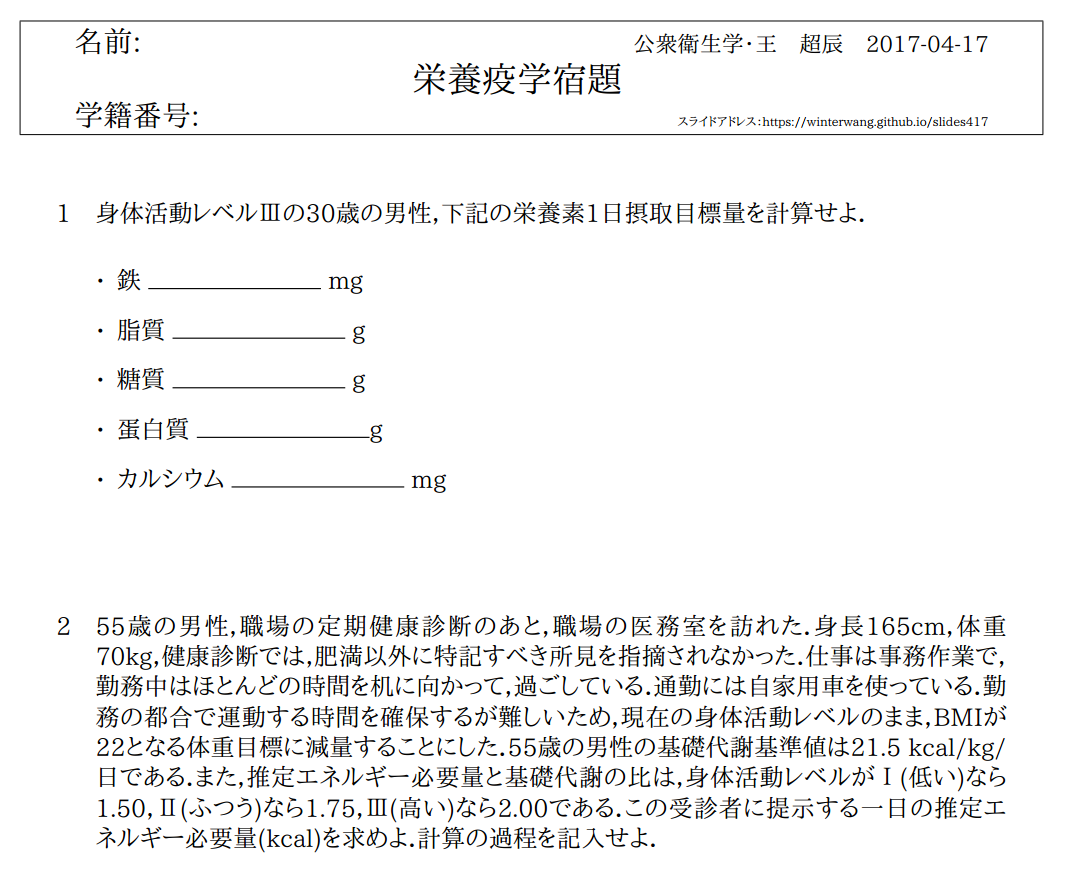 名前:
公衆衛生学・王　超辰　2017-04-17
栄養疫学宿題
学籍番号:
スライドアドレス:https://winterwang.github.io/slides417
1 身体活動レベルⅢの30歳の男性,下記の栄養素1日摂取目標量を計算せよ.
・ 鉄 ______________ mg
・ 脂質 ______________ g
・ 糖質 ______________ g
・ 蛋白質 ______________g
・ カルシウム ______________ mg
2 55歳の男性,職場の定期健康診断のあと,職場の医務室を訪れた.身長165cm,体重
70kg,健康診断では,肥満以外に特記すべき所見を指摘されなかった.仕事は事務作業で,
勤務中はほとんどの時間を机に向かって,過ごしている.通勤には自家用車を使っている.勤
務の都合で運動する時間を確保するが難しいため,現在の身体活動レベルのまま,BMIが
22となる体重目標に減量することにした.55歳の男性の基礎代謝基準値は21.5 kcal/kg/
日である.また,推定エネルギー必要量と基礎代謝の比は,身体活動レベルがⅠ(低い)なら
1.50,Ⅱ(ふつう)なら1.75,Ⅲ(高い)なら2.00である.この受診者に提示する一日の推定エ
ネルギー必要量(kcal)を求めよ.計算の過程を記入せよ.